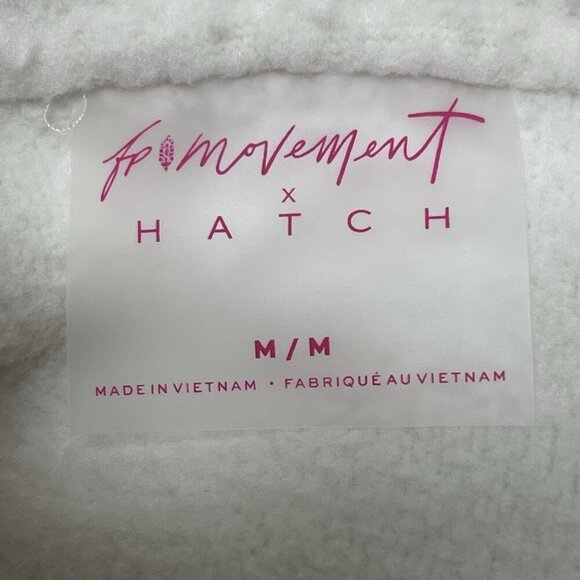 fp movement
x
HATCH
M/M
MADE IN VIETNAM • FABRIQUÉ AU VIETNAM